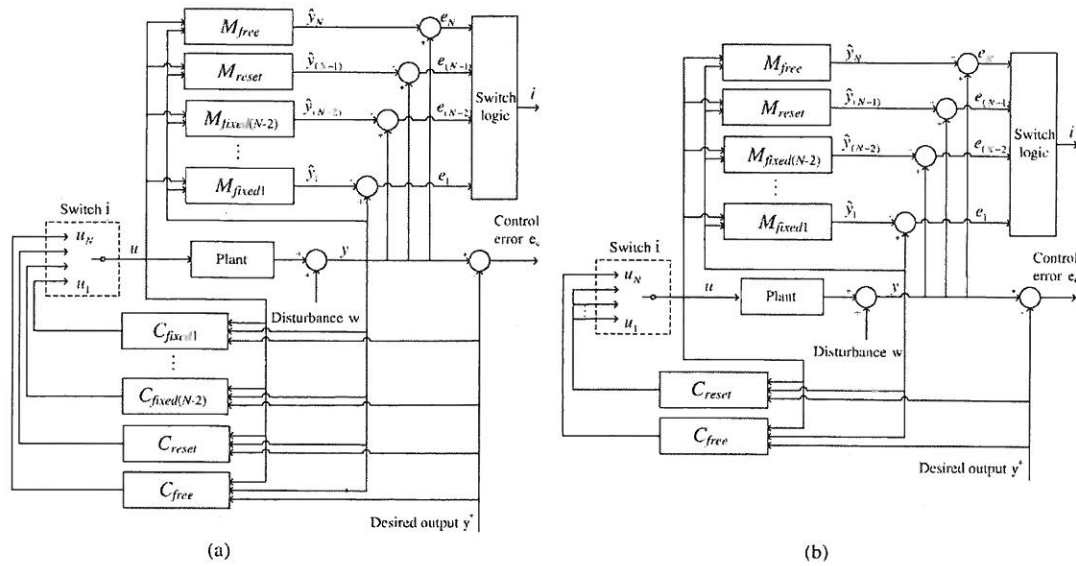 M_free
ŷ_N
e_N
M_reset
ŷ_(N-1)
e_(N-1)
M_fixed(N-2)
ŷ_(N-2)
e_(N-2
Switch logic
i
M_fixed1
ŷ_1
e_1
Switch i
u_N
u_1
u
Plant
y
Control error e_c
Disturbance w
C_fixed1
C_fixed(N-2)
C_reset
C_free
Desired output y*
(a)
M_free
ŷ_N
e_N
M_reset
ŷ_(N-1)
e_(N-1
M_fixed(N-2)
ŷ_(N-2)
e_(N-2
Switch logic
i
M_fixed1
ŷ_1
e_1
Switch i
u_N
u_1
u
Plant
y
Control error e_c
Disturbance w
C_reset
C_free
Desired output y*
(b)